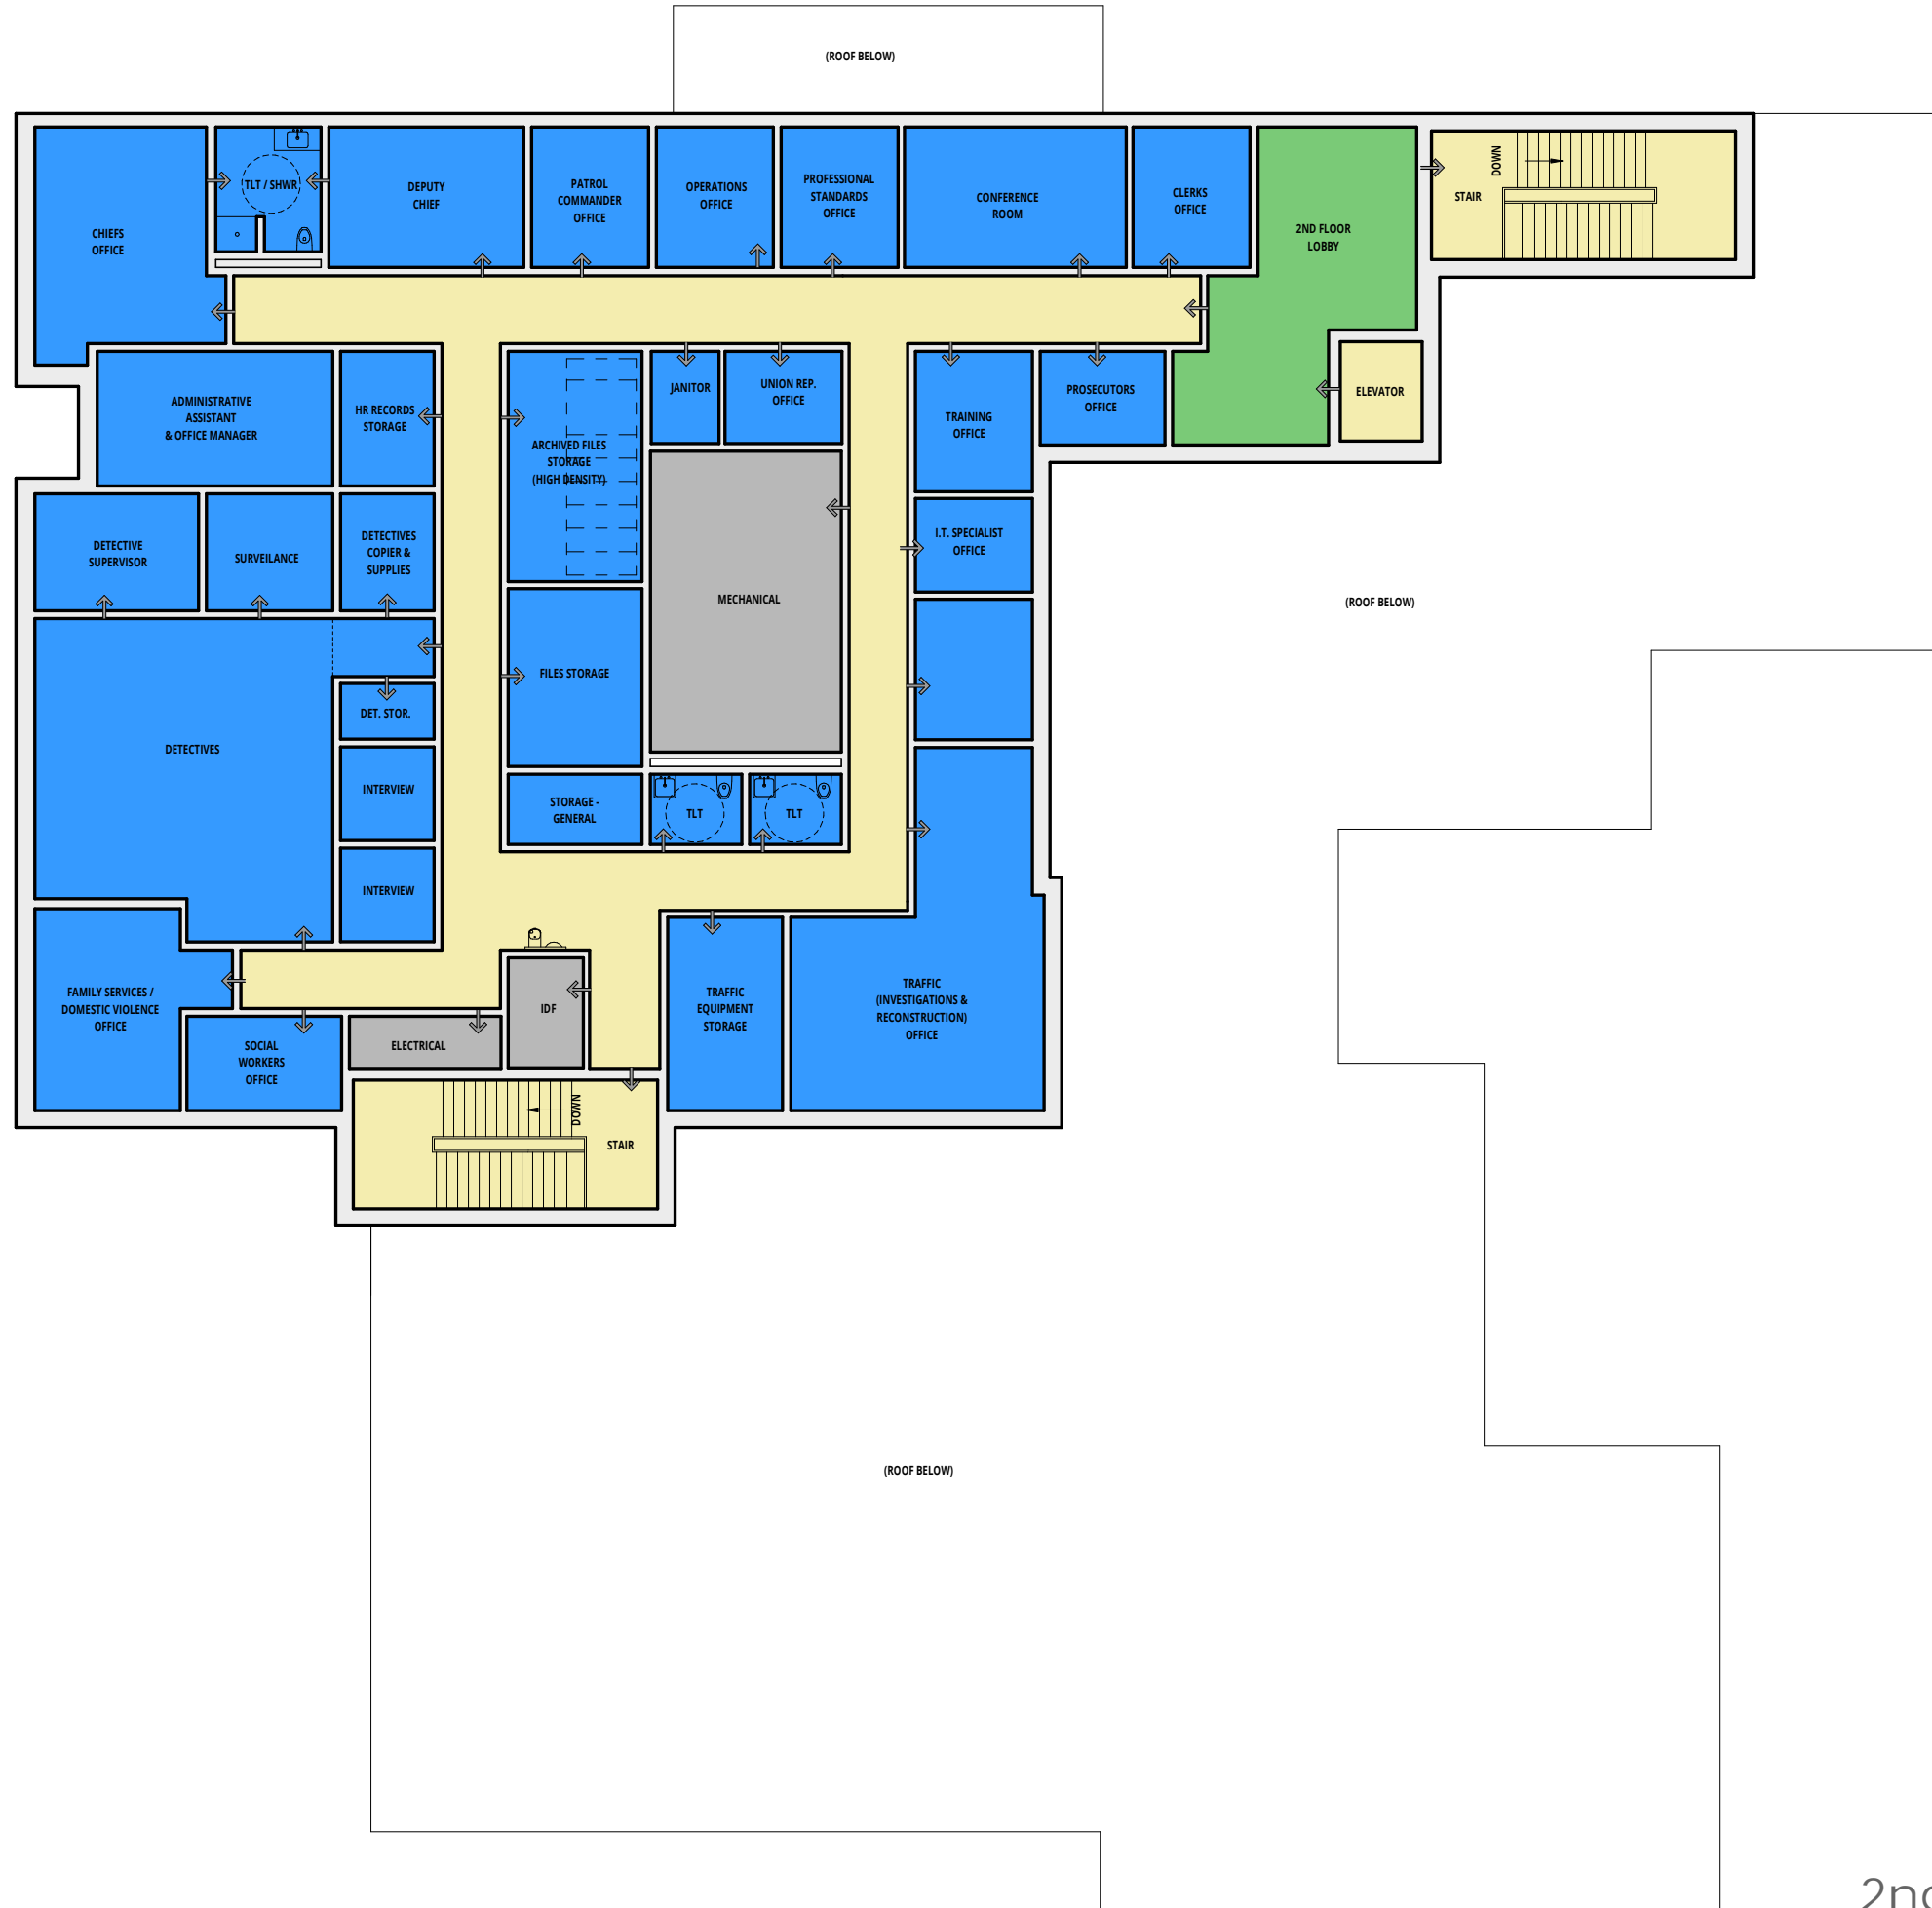 (ROOF BELOW)
TLT / SHWR
DEPUTY
CHIEF
PATROL
COMMANDER
OFFICE
OPERATIONS
OFFICE
PROFESSIONAL
STANDARDS
OFFICE
CONFERENCE
ROOM
CLERKS
OFFICE
2ND FLOOR
LOBBY
DOWN
STAIR
CHIEFS
OFFICE
ADMINISTRATIVE
ASSISTANT
& OFFICE MANAGER
HR RECORDS
STORAGE
ARCHIVED FILES
STORAGE
(HIGH DENSITY)
JANITOR
UNION REP.
OFFICE
TRAINING
OFFICE
PROSECUTORS
OFFICE
ELEVATOR
DETECTIVE
SUPERVISOR
SURVEILANCE
DETECTIVES
COPIER &
SUPPLIES
MECHANICAL
I.T. SPECIALIST
OFFICE
(ROOF BELOW)
FILES STORAGE
DET. STOR.
DETECTIVES
INTERVIEW
STORAGE -
GENERAL
TLT
TLT
INTERVIEW
FAMILY SERVICES /
DOMESTIC VIOLENCE
OFFICE
SOCIAL
WORKERS
OFFICE
ELECTRICAL
IDF
TRAFFIC
EQUIPMENT
STORAGE
TRAFFIC
(INVESTIGATIONS &
RECONSTRUCTION)
OFFICE
DOWN
STAIR
(ROOF BELOW)
2nd